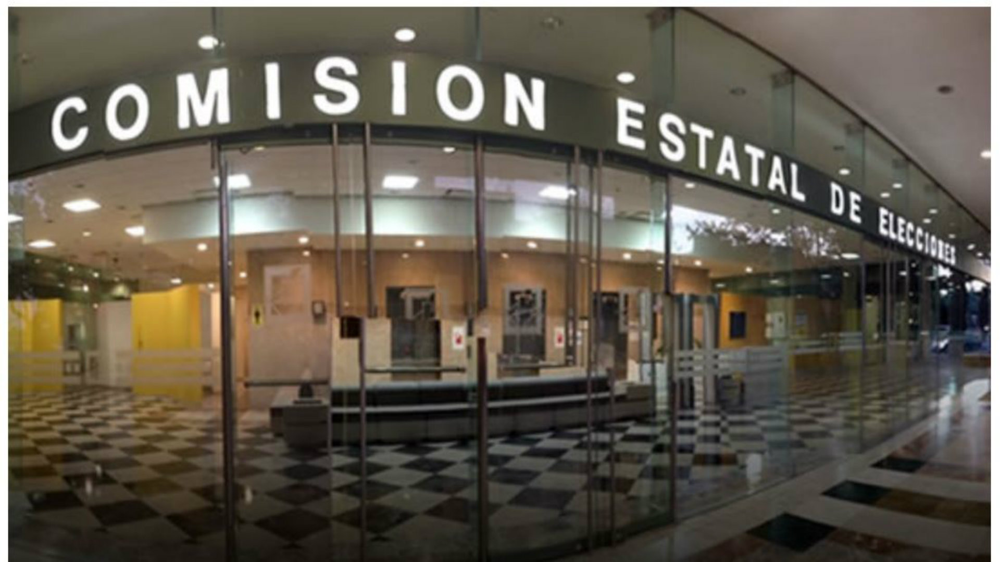 COMISION ESTATAL DE ELECCIONES